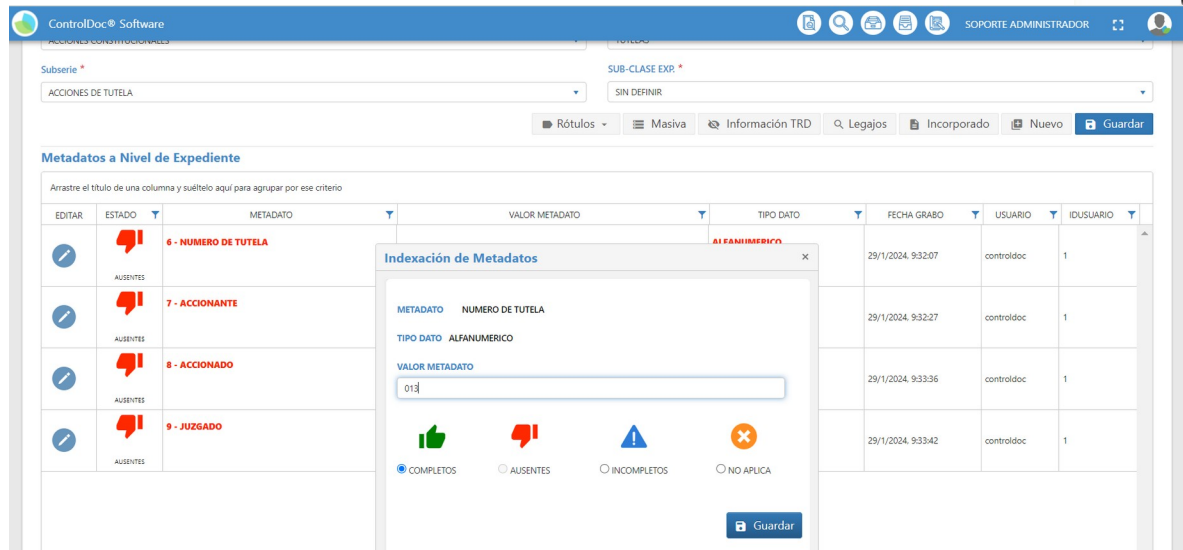 ControlDoc® Software
SOPORTE ADMINISTRADOR
ACCIONES CONSTITUCIONALES
TUTELAS
Subserie *
SUB-CLASE EXP. *
ACCIONES DE TUTELA
SIN DEFINIR
Rótulos
Masiva
Información TRD
Legajos
Incorporado
Nuevo
Guardar
Metadatos a Nivel de Expediente
Arrastre el título de una columna y suéltelo aquí para agrupar por ese criterio
EDITAR ESTADO METADATO VALOR METADATO TIPO DATO FECHA GRABO USUARIO IDUSUARIO
6 - NUMERO DE TUTELA ALFANUMERICO
29/1/2024, 9:32:07 controldoc 1
AUSENTES
7 - ACCIONANTE
29/1/2024, 9:32:27 controldoc 1
AUSENTES
8 - ACCIONADO
29/1/2024, 9:33:36 controldoc 1
AUSENTES
9 - JUZGADO
29/1/2024, 9:33:42 controldoc 1
AUSENTES
Indexación de Metadatos ×
METADATO NUMERO DE TUTELA
TIPO DATO ALFANUMERICO
VALOR METADATO
013
COMPLETOS AUSENTES INCOMPLETOS NO APLICA
Guardar